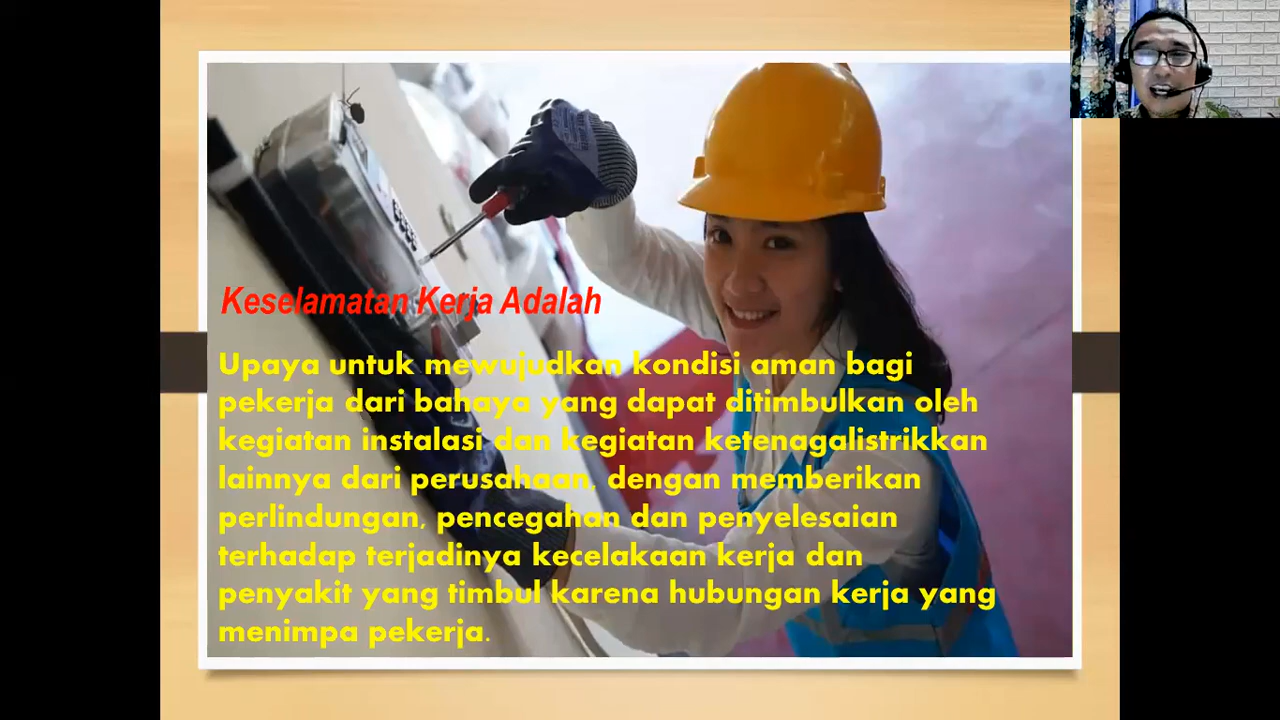 Keselamatan Kerja Adalah
Upaya untuk mewujudkan kondisi aman bagi
pekerja dari bahaya yang dapat ditimbulkan oleh
kegiatan instalasi dan kegiatan ketenagalistrikkan
lainnya dari perusahaan, dengan memberikan
perlindungan, pencegahan dan penyelesaian
terhadap terjadinya kecelakaan kerja dan
penyakit yang timbul karena hubungan kerja yang
menimpa pekerja.